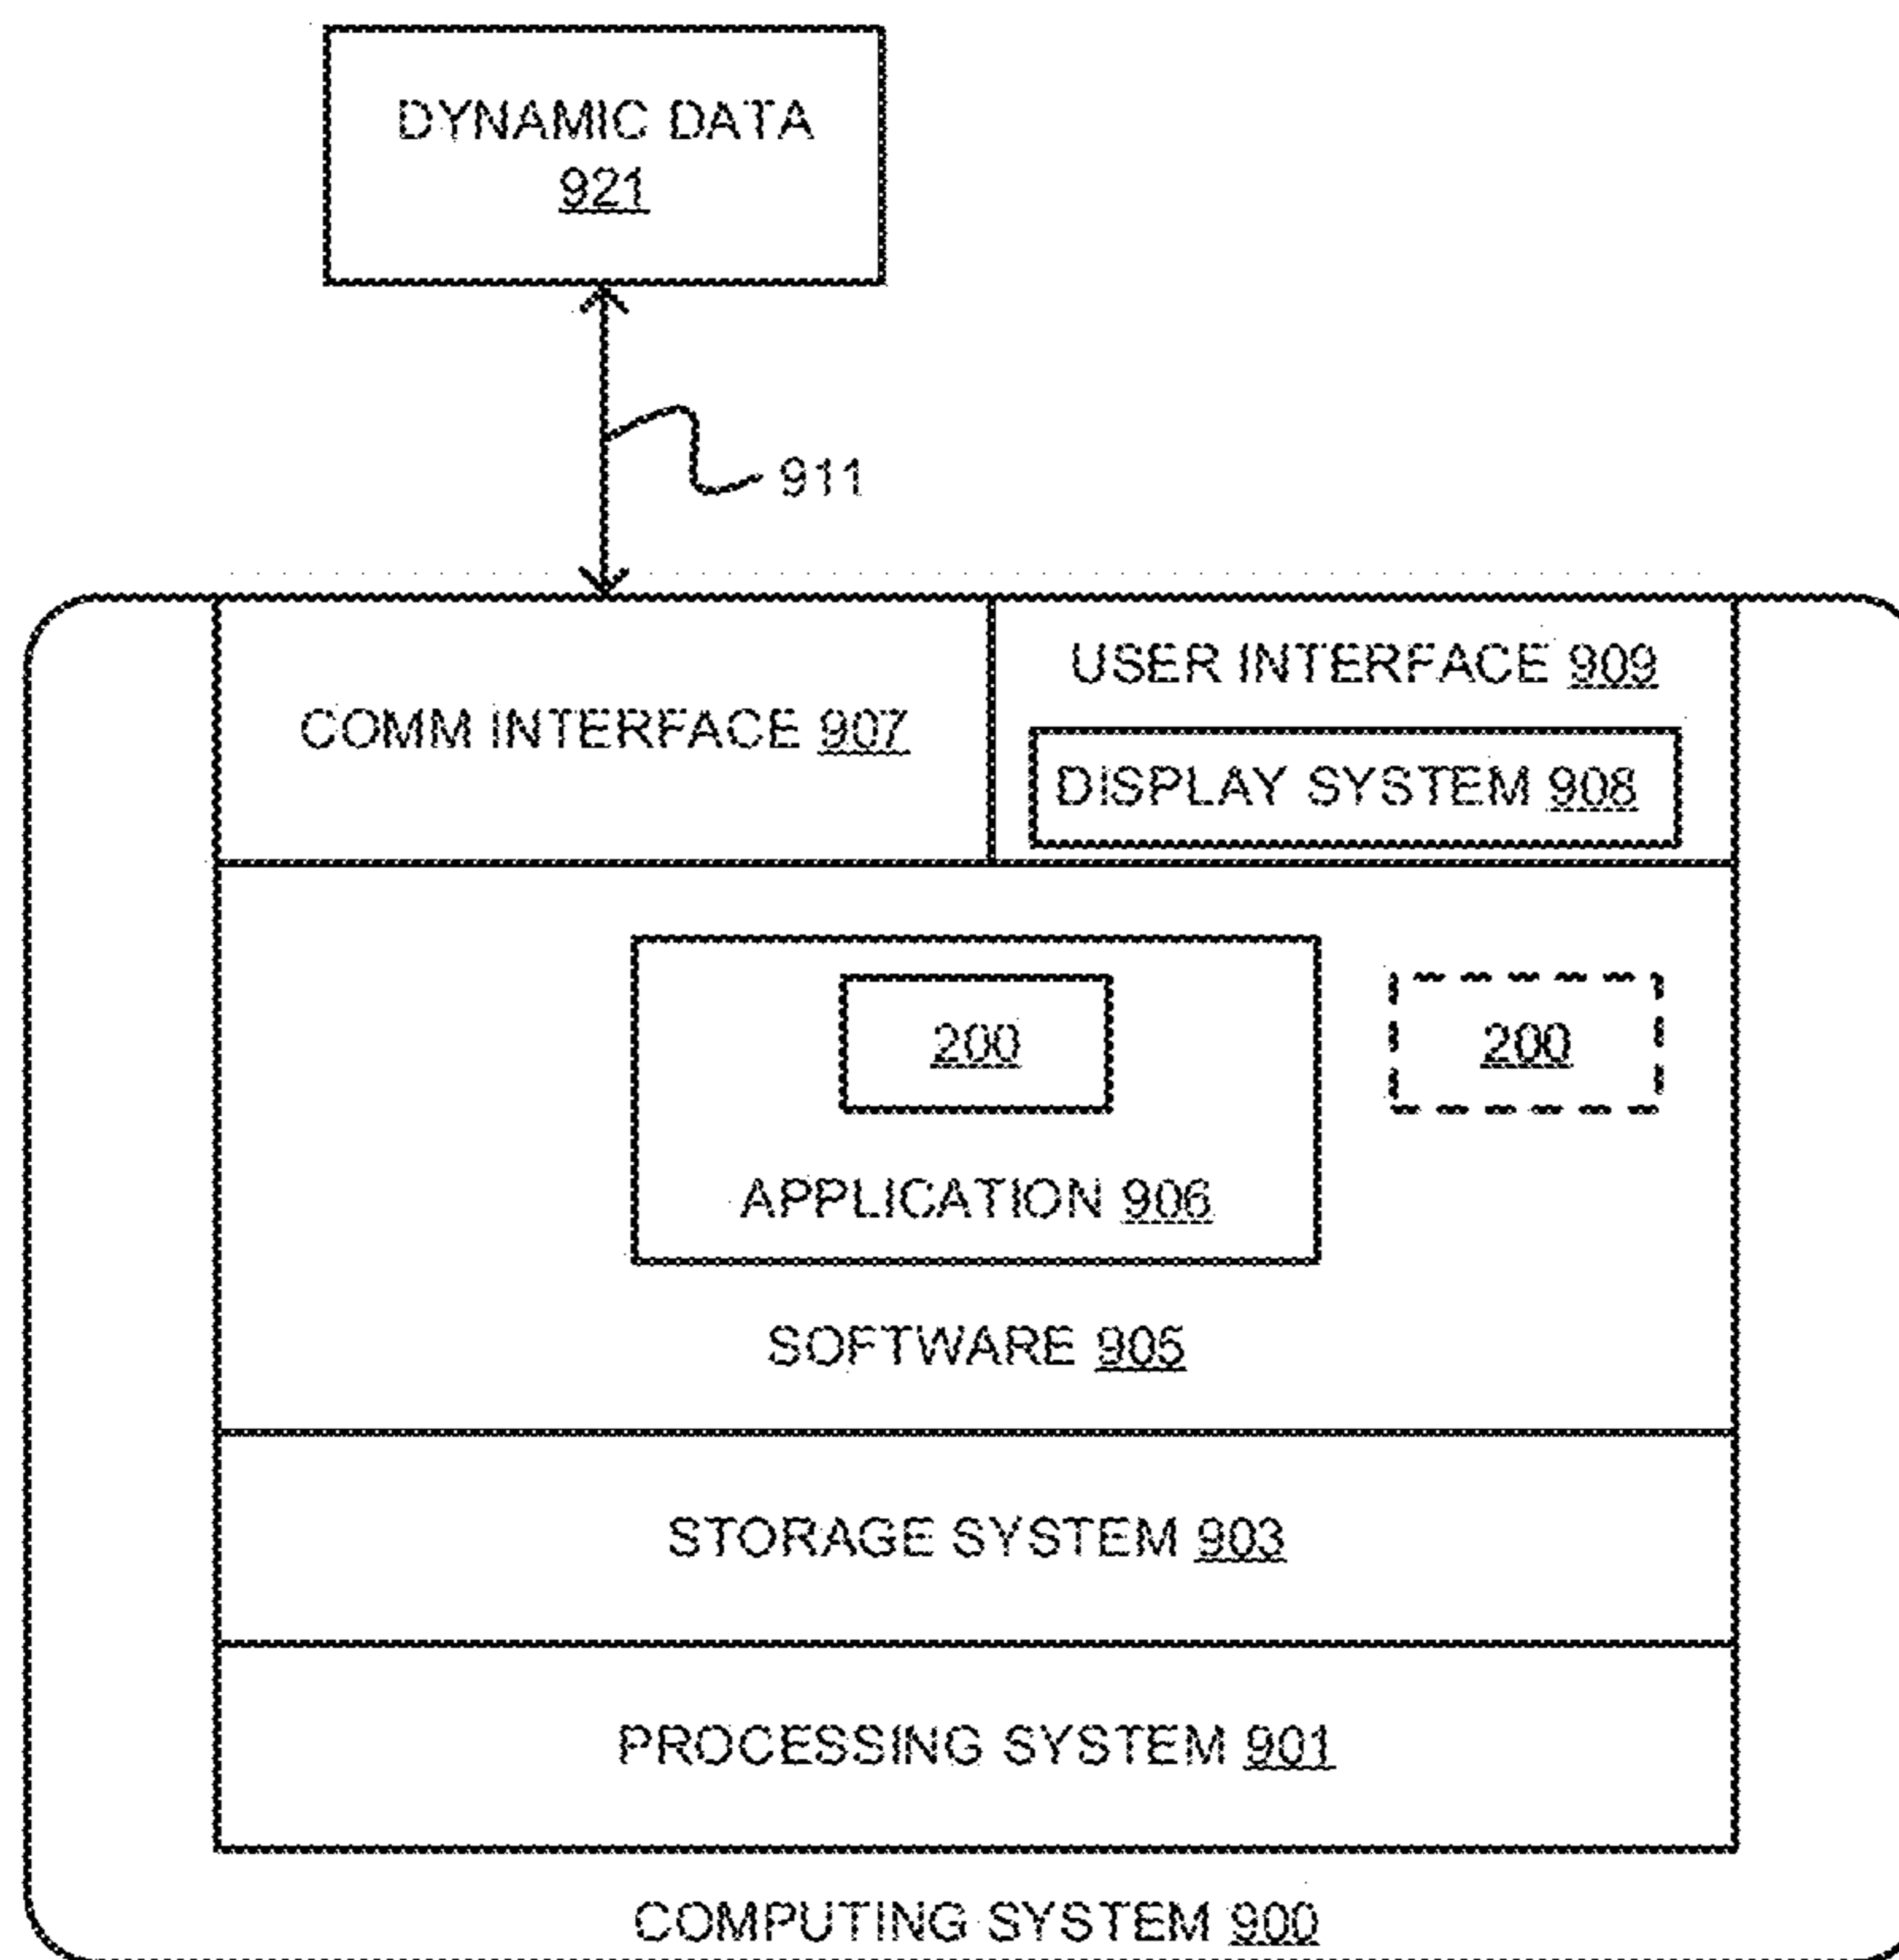 DYNAMIC DATA
921
911
COMM INTERFACE 907
USER INTERFACE 909
DISPLAY SYSTEM 908
200
200
APPLICATION 906
SOFTWARE 905
STORAGE SYSTEM 903
PROCESSING SYSTEM 901
COMPUTING SYSTEM 900